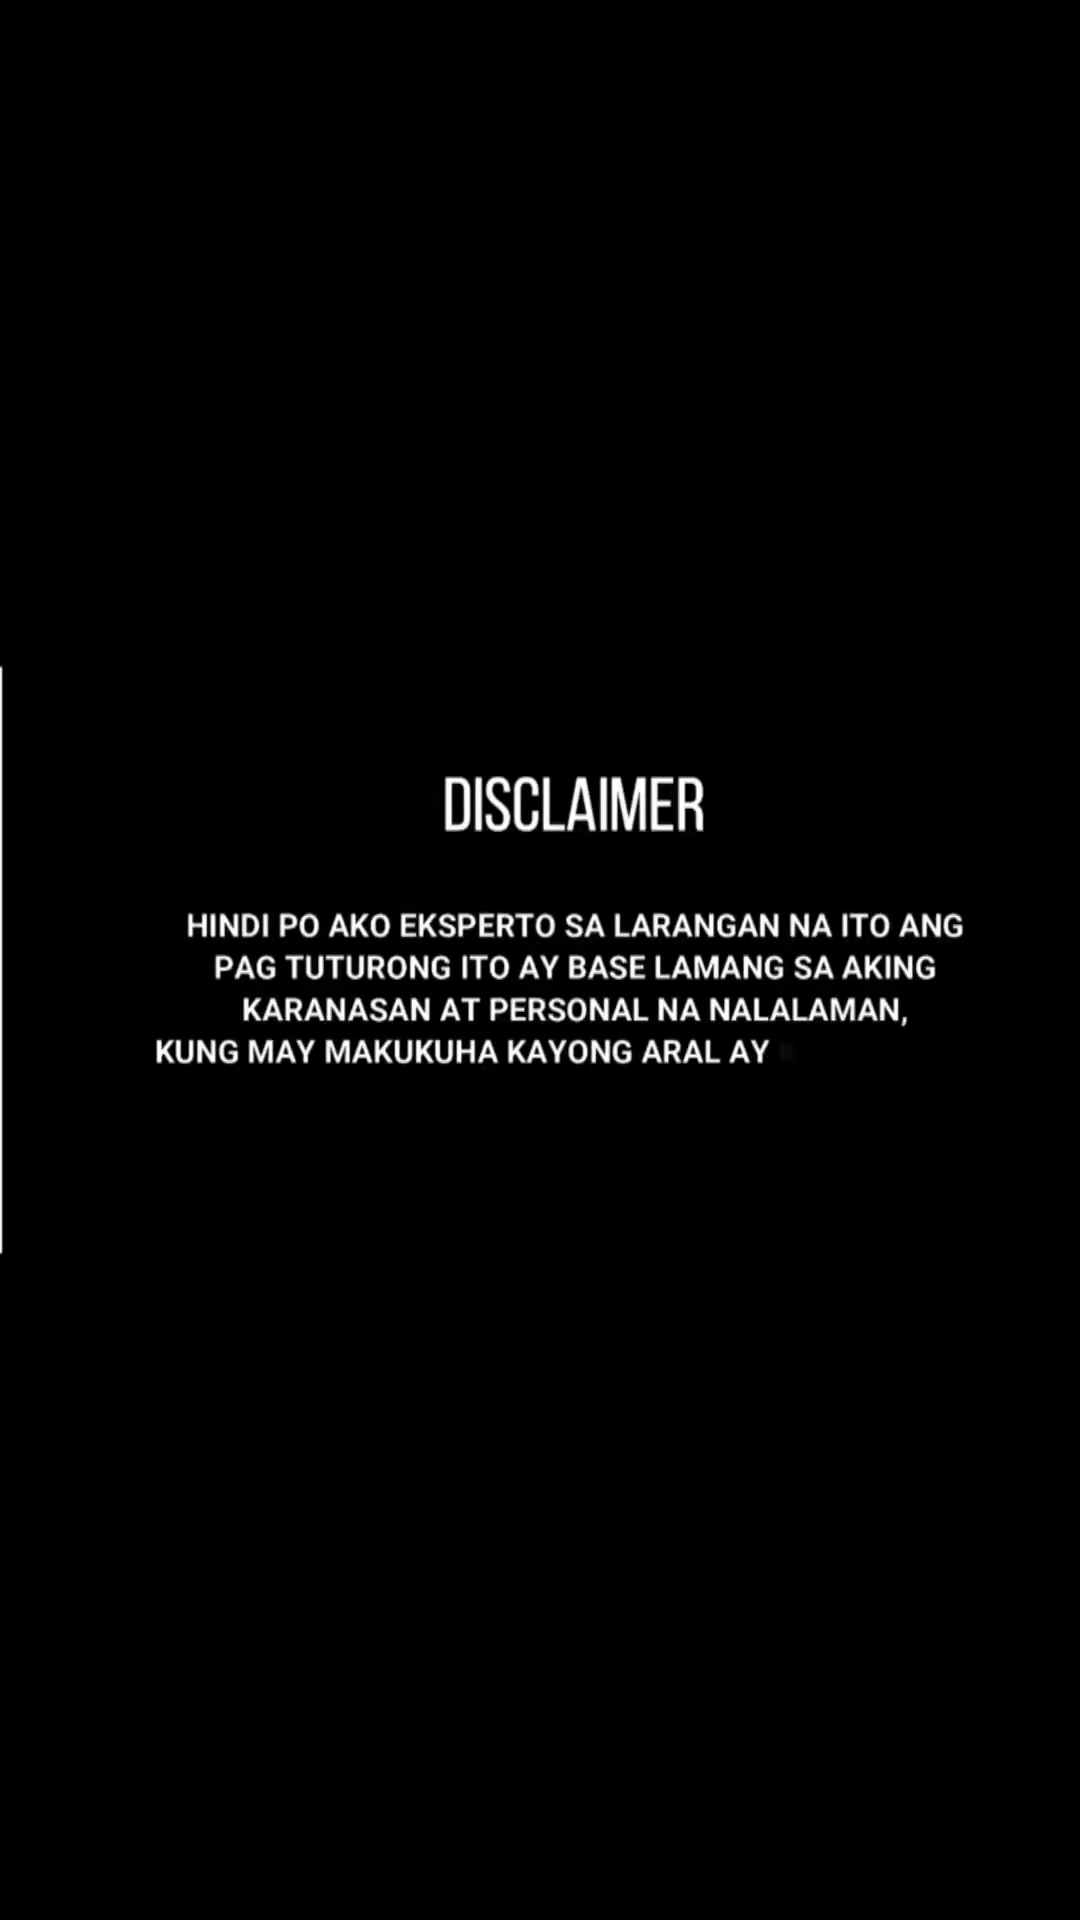 DISCLAIMER
HINDI PO AKO EKSPERTO SA LARANGAN NA ITO ANG
PAG TUTURONG ITO AY BASE LAMANG SA AKING
KARANASAN AT PERSONAL NA NALALAMAN,
KUNG MAY MAKUKUHA KAYONG ARAL AY